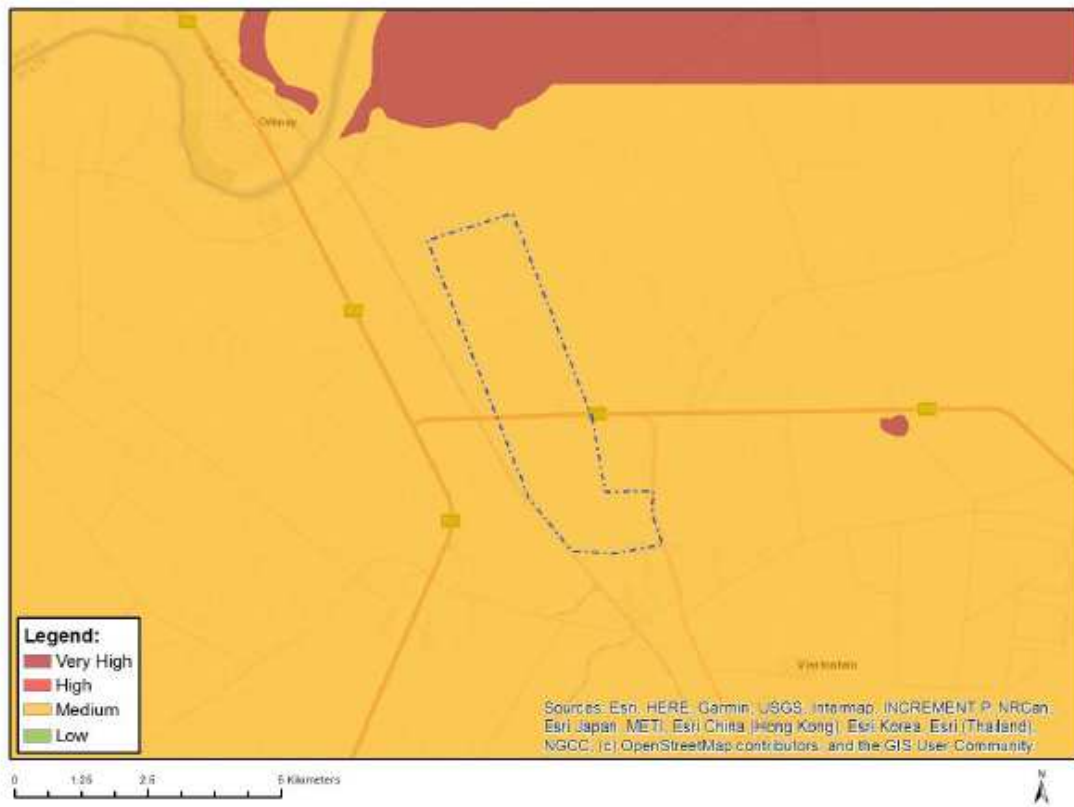 Legend:
Very High
High
Medium
Low
Sources: Esri, HERE, Garmin, USGS, Intermap, INCREMENT P, NRCan,
Esri Japan, METI, Esri China (Hong Kong), Esri Korea, Esri (Thailand),
NGCC, (c) OpenStreetMap contributors, and the GIS User Community
0 1.25 2.5 5 Kilometers
N